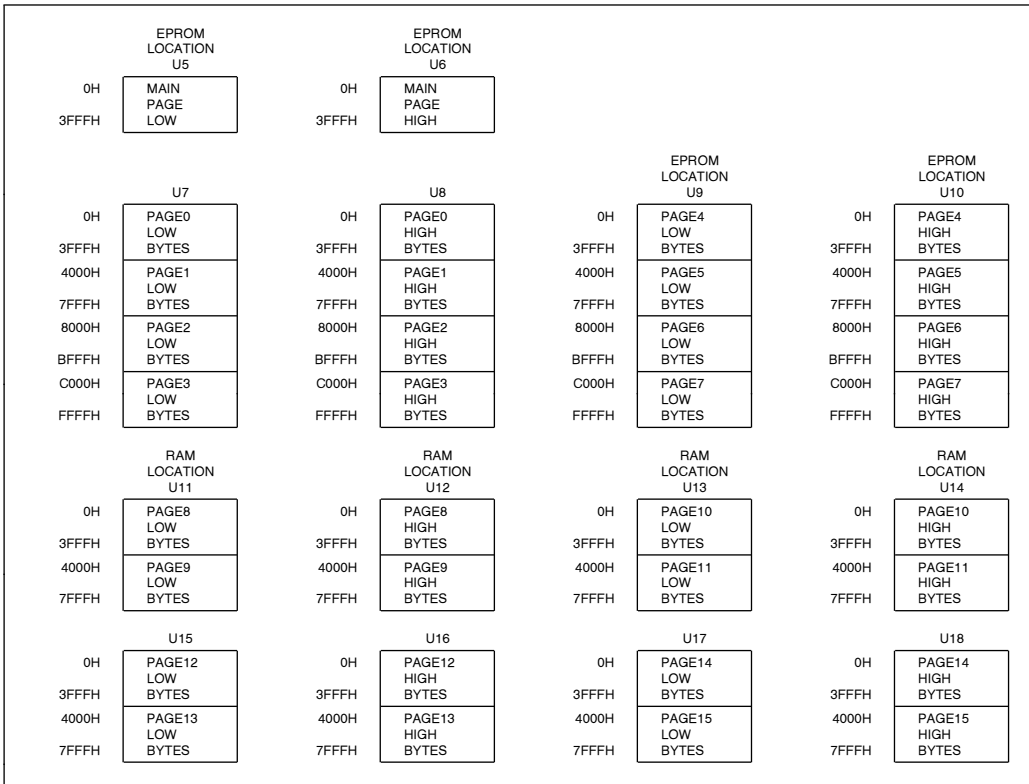 EPROM EPROM
LOCATION LOCATION
U5 U6
0H MAIN 0H MAIN
PAGE PAGE
3FFFH LOW 3FFFH HIGH
EPROM EPROM
LOCATION LOCATION
U7 U8 U9 U10
0H PAGE0 0H PAGE0 0H PAGE4 0H PAGE4
LOW HIGH LOW HIGH
3FFFH BYTES 3FFFH BYTES 3FFFH BYTES 3FFFH BYTES
4000H PAGE1 4000H PAGE1 4000H PAGE5 4000H PAGE5
LOW HIGH LOW HIGH
7FFFH BYTES 7FFFH BYTES 7FFFH BYTES 7FFFH BYTES
8000H PAGE2 8000H PAGE2 8000H PAGE6 8000H PAGE6
LOW HIGH LOW HIGH
BFFFH BYTES BFFFH BYTES BFFFH BYTES BFFFH BYTES
C000H PAGE3 C000H PAGE3 C000H PAGE7 C000H PAGE7
LOW HIGH LOW HIGH
FFFFH BYTES FFFFH BYTES FFFFH BYTES FFFFH BYTES
RAM RAM RAM RAM
LOCATION LOCATION LOCATION LOCATION
U11 U12 U13 U14
0H PAGE8 0H PAGE8 0H PAGE10 0H PAGE10
LOW HIGH LOW HIGH
3FFFH BYTES 3FFFH BYTES 3FFFH BYTES 3FFFH BYTES
4000H PAGE9 4000H PAGE9 4000H PAGE11 4000H PAGE11
LOW HIGH LOW HIGH
7FFFH BYTES 7FFFH BYTES 7FFFH BYTES 7FFFH BYTES
U15 U16 U17 U18
0H PAGE12 0H PAGE12 0H PAGE14 0H PAGE14
LOW HIGH LOW HIGH
3FFFH BYTES 3FFFH BYTES 3FFFH BYTES 3FFFH BYTES
4000H PAGE13 4000H PAGE13 4000H PAGE15 4000H PAGE15
LOW HIGH LOW HIGH
7FFFH BYTES 7FFFH BYTES 7FFFH BYTES 7FFFH BYTES